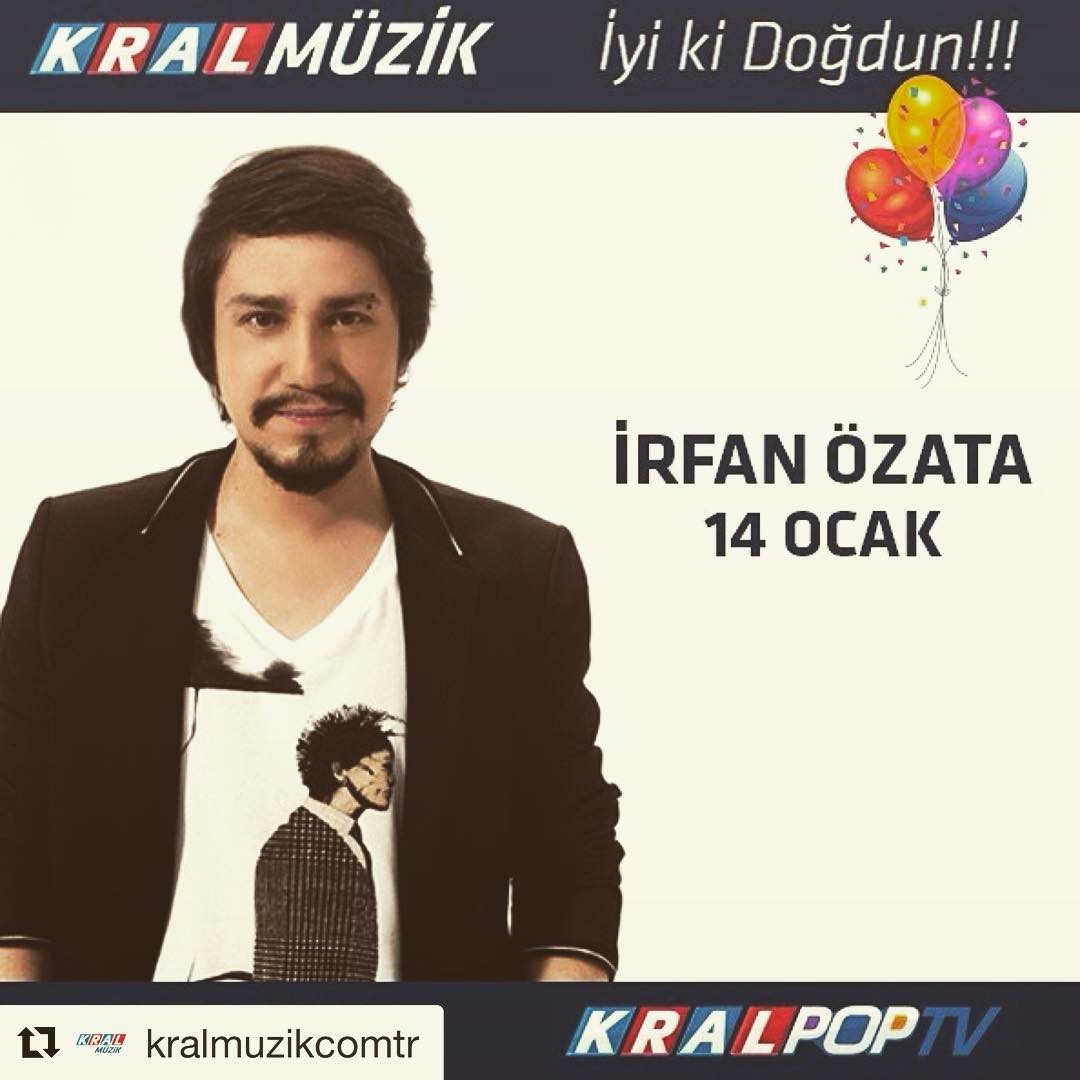 KRAL MÜZİK
İyi ki Doğdun!!!
İRFAN ÖZATA
14 OCAK
KRAL
MÜZİK
kralmuzikcomtr
KRAL POP TV